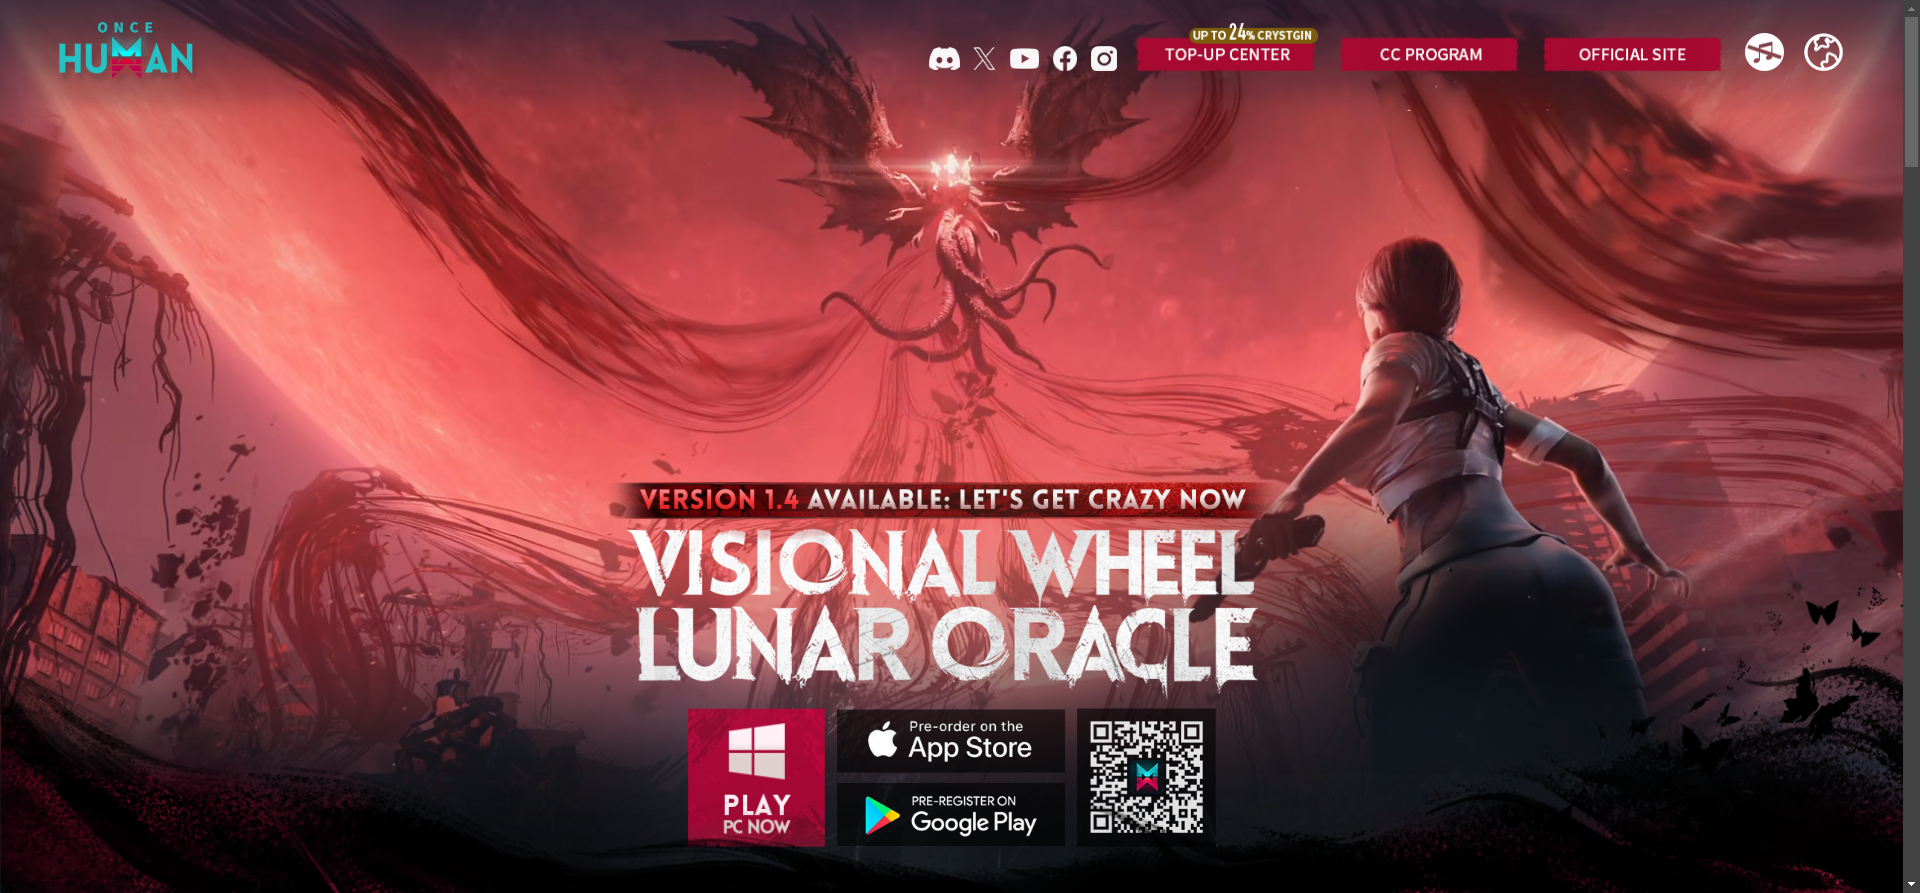 ONCE
HUMAN
UP TO 24% CRYSTGIN
TOP-UP CENTER
CC PROGRAM
OFFICIAL SITE
VERSION 1.4 AVAILABLE: LET'S GET CRAZY NOW
VISIONAL WHEEL
LUNAR ORACLE
PLAY
PC NOW
Pre-order on the
App Store
PRE-REGISTER ON
Google Play